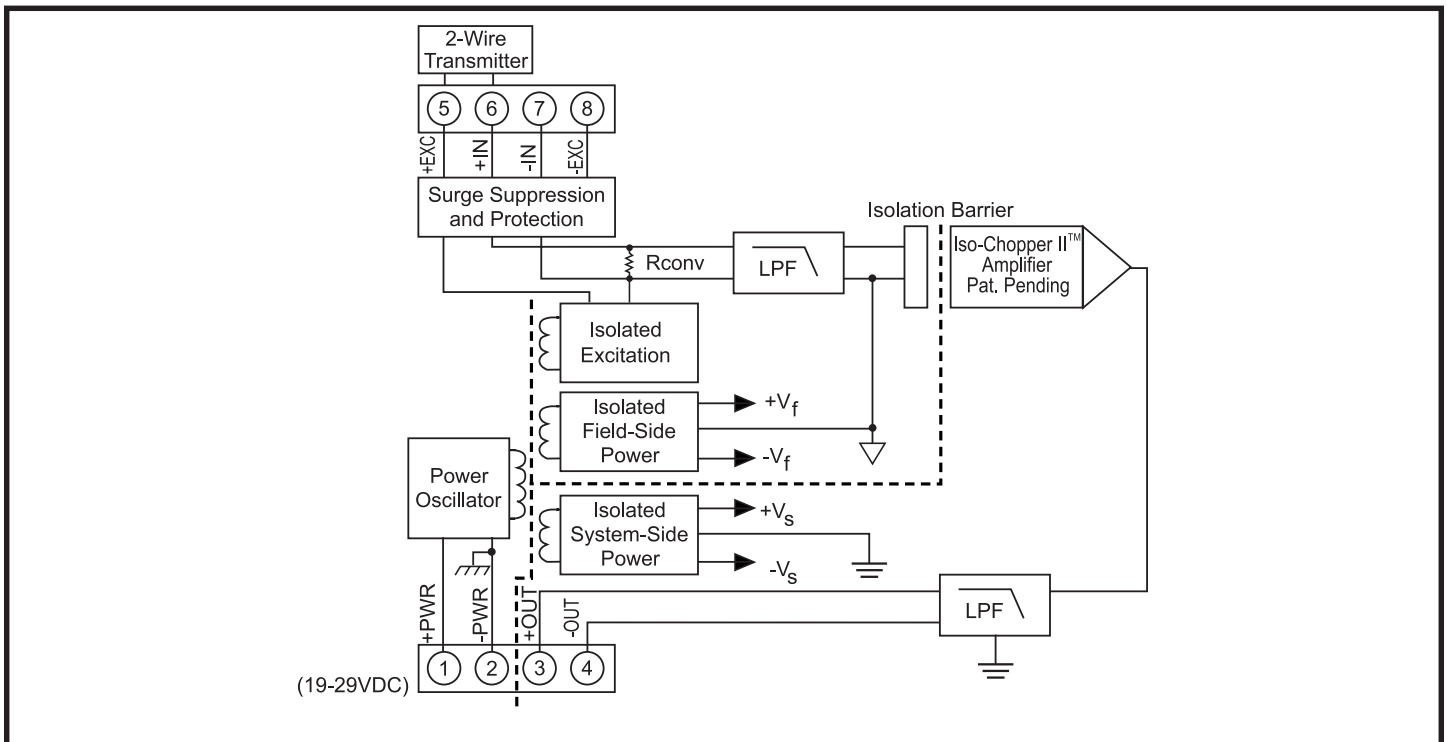 2-Wire
Transmitter
5 6 7 8
+EXC +IN -IN -EXC
Surge Suppression
and Protection
Isolation Barrier
Rconv
LPF
Iso-Chopper II™
Amplifier
Pat. Pending
Isolated
Excitation
Isolated
Field-Side
Power
+Vf
-Vf
Power
Oscillator
Isolated
System-Side
Power
+Vs
-Vs
+PWR -PWR +OUT -OUT
LPF
1 2 3 4
(19-29VDC)